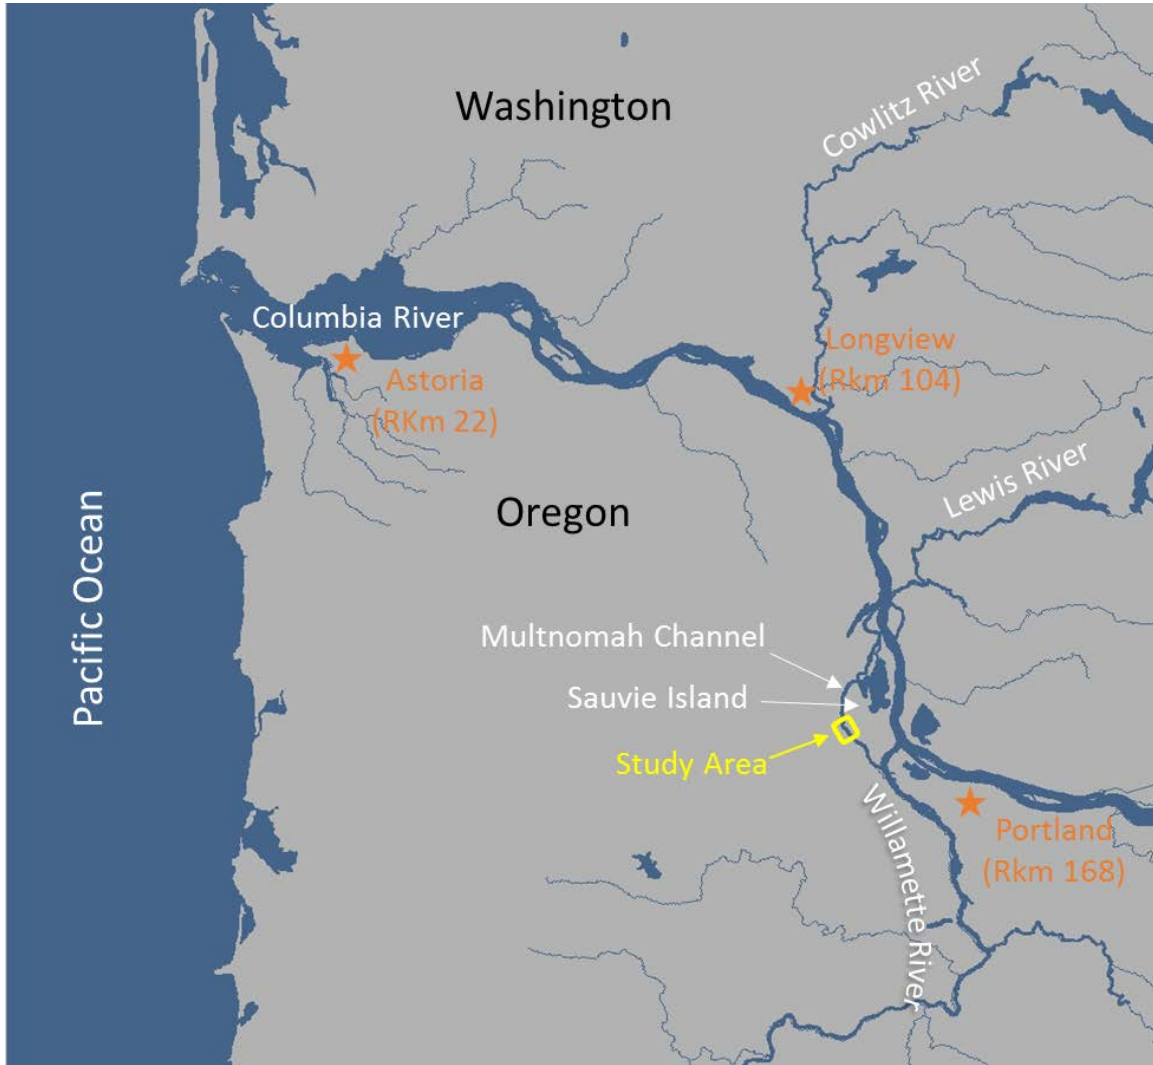 Washington
Cowlitz River
Columbia River
Longview
(Rkm 104)
Astoria
(RKm 22)
Lewis River
Oregon
Pacific Ocean
Multnomah Channel
Sauvie Island
Study Area
Willamette River
Portland
(Rkm 168)